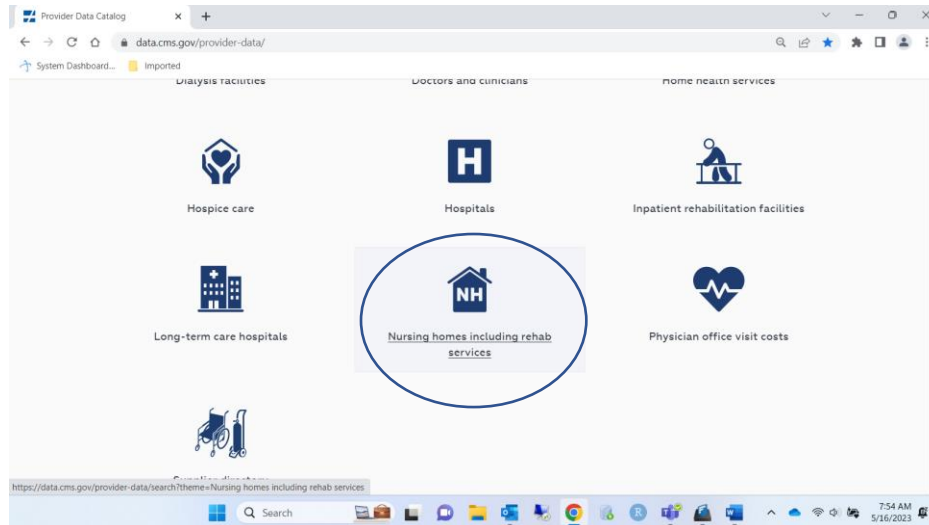 Provider Data Catalog
data.cms.gov/provider-data/
System Dashboard...
Imported
Dialysis facilities
Doctors and clinicians
Home health services
H
Hospice care
Hospitals
Inpatient rehabilitation facilities
NH
Long-term care hospitals
Nursing homes including rehab
services
Physician office visit costs
Supplier directory
https://data.cms.gov/provider-data/search?theme=Nursing homes including rehab services
Search
R
7:54 AM
5/16/2023